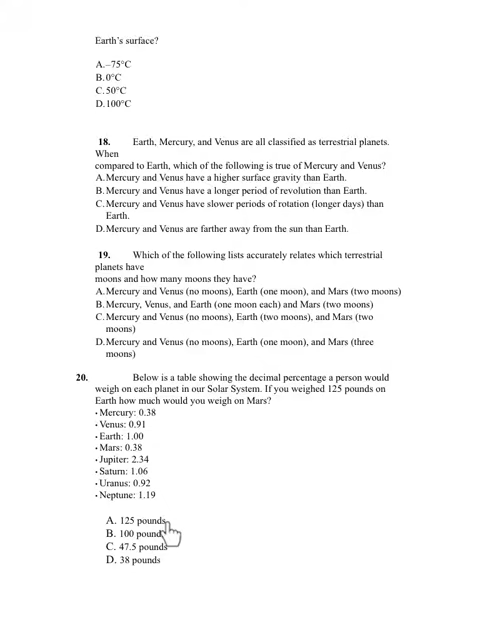 Earth's surface?
A.–75°C
B.0°C
C.50°C
D.100°C
18. Earth, Mercury, and Venus are all classified as terrestrial planets.
When
compared to Earth, which of the following is true of Mercury and Venus?
A.Mercury and Venus have a higher surface gravity than Earth.
B.Mercury and Venus have a longer period of revolution than Earth.
C.Mercury and Venus have slower periods of rotation (longer days) than
Earth.
D.Mercury and Venus are farther away from the sun than Earth.
19. Which of the following lists accurately relates which terrestrial
planets have
moons and how many moons they have?
A.Mercury and Venus (no moons), Earth (one moon), and Mars (two moons)
B.Mercury, Venus, and Earth (one moon each) and Mars (two moons)
C.Mercury and Venus (no moons), Earth (two moons), and Mars (two
moons)
D.Mercury and Venus (no moons), Earth (one moon), and Mars (three
moons)
20. Below is a table showing the decimal percentage a person would
weigh on each planet in our Solar System. If you weighed 125 pounds on
Earth how much would you weigh on Mars?
• Mercury: 0.38
• Venus: 0.91
• Earth: 1.00
• Mars: 0.38
• Jupiter: 2.34
• Saturn: 1.06
• Uranus: 0.92
• Neptune: 1.19
A. 125 pounds
B. 100 pounds
C. 47.5 pounds
D. 38 pounds